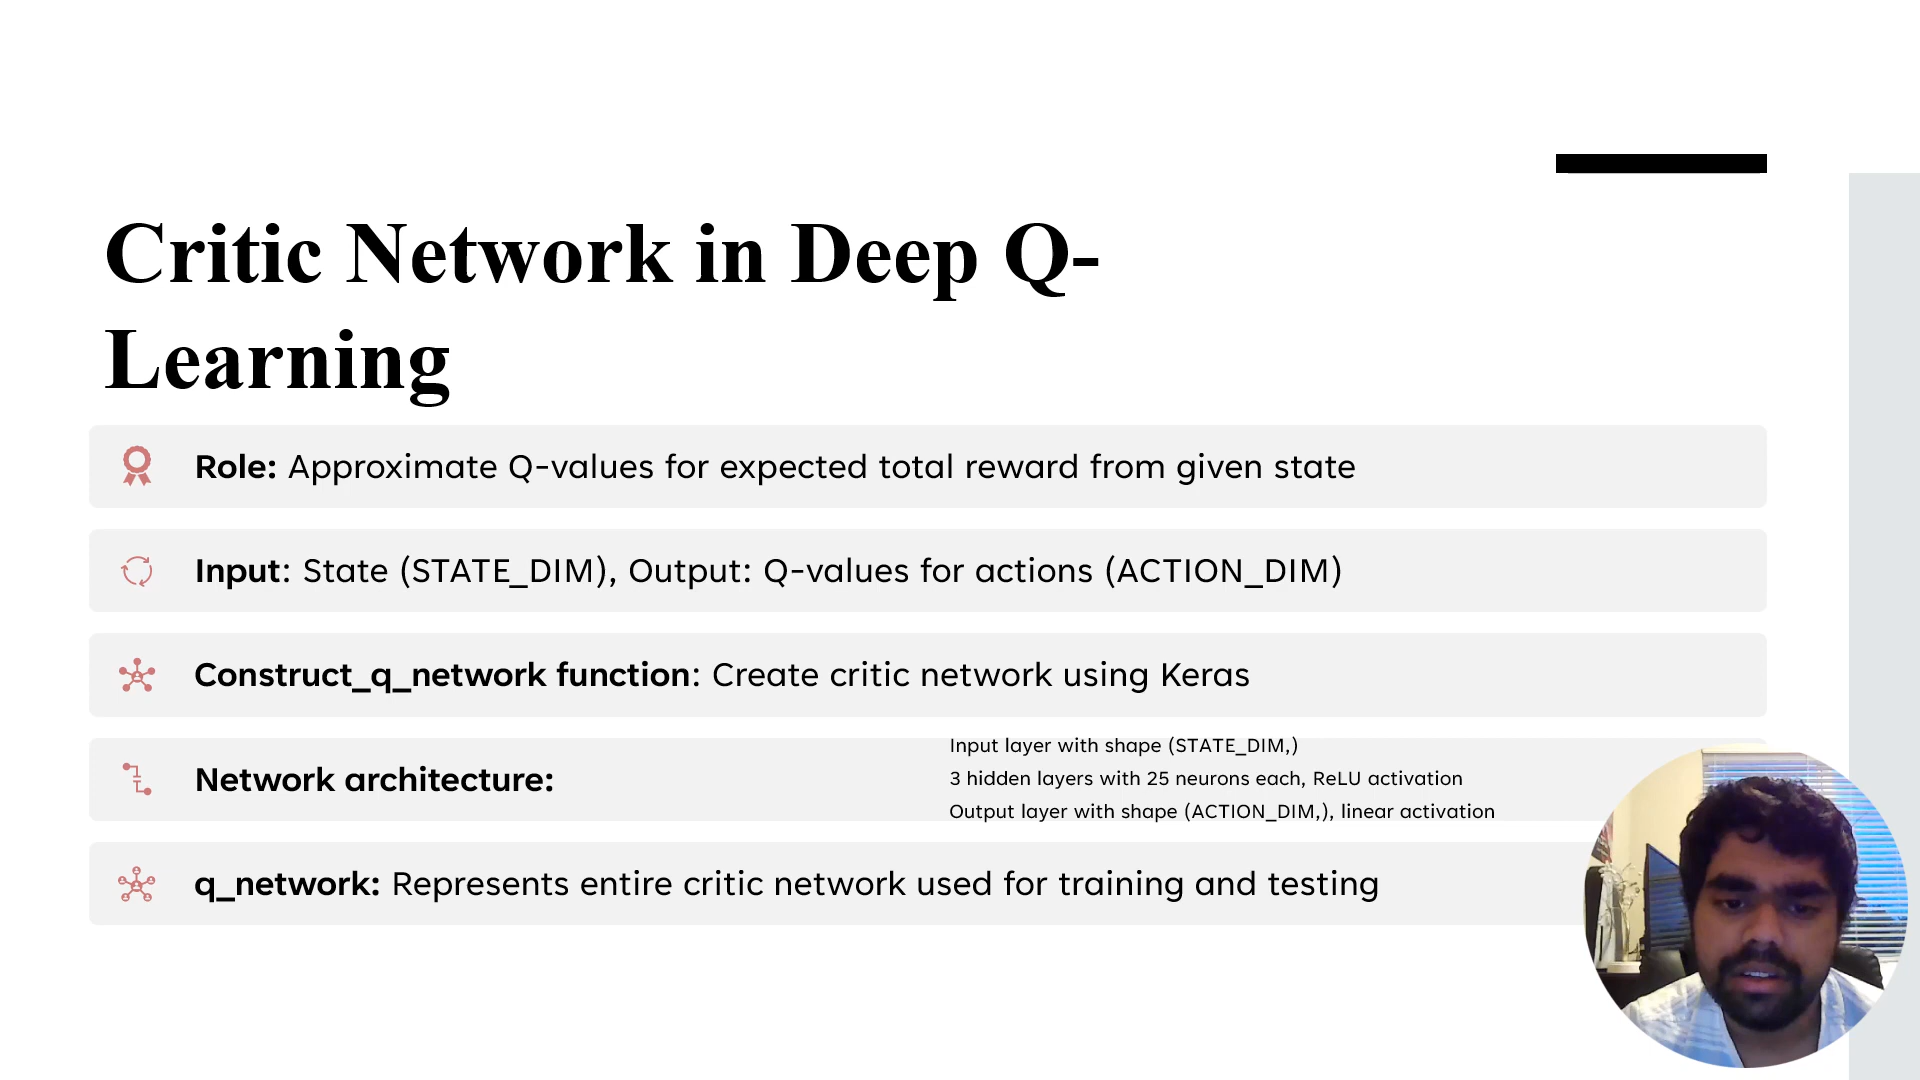 Critic Network in Deep Q-
Learning
Role: Approximate Q-values for expected total reward from given state
Input: State (STATE_DIM), Output: Q-values for actions (ACTION_DIM)
Construct_q_network function: Create critic network using Keras
Network architecture:
Input layer with shape (STATE_DIM,)
3 hidden layers with 25 neurons each, ReLU activation
Output layer with shape (ACTION_DIM,), linear activation
q_network: Represents entire critic network used for training and testing